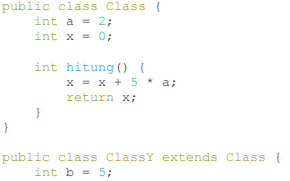 public class Class {
    int a = 2;
    int x = 0;

    int hitung() {
        x = x + 5 * a;
        return x;
    }
}

public class ClassY extends Class {
    int b = 5;